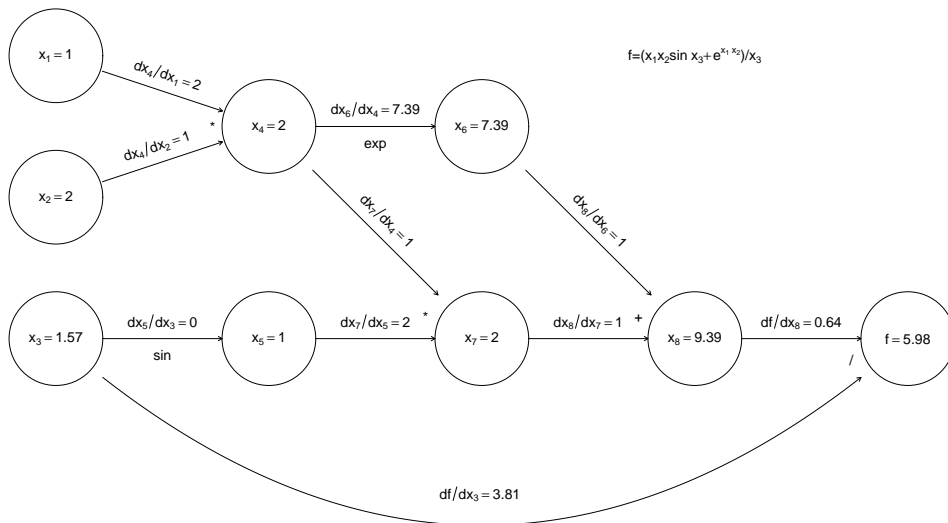 x₁ = 1
dx₄/dx₁ = 2
f=(x₁x₂sin x₃+e^{x₁ x₂})/x₃
*
x₄ = 2
dx₆/dx₄ = 7.39
exp
x₆ = 7.39
dx₄/dx₂ = 1
x₂ = 2
dx₇/dx₄ = 1
dx₈/dx₆ = 1
x₃ = 1.57
dx₅/dx₃ = 0
sin
x₅ = 1
dx₇/dx₅ = 2
*
x₇ = 2
dx₈/dx₇ = 1
+
x₈ = 9.39
df/dx₈ = 0.64
/
f = 5.98
df/dx₃ = 3.81